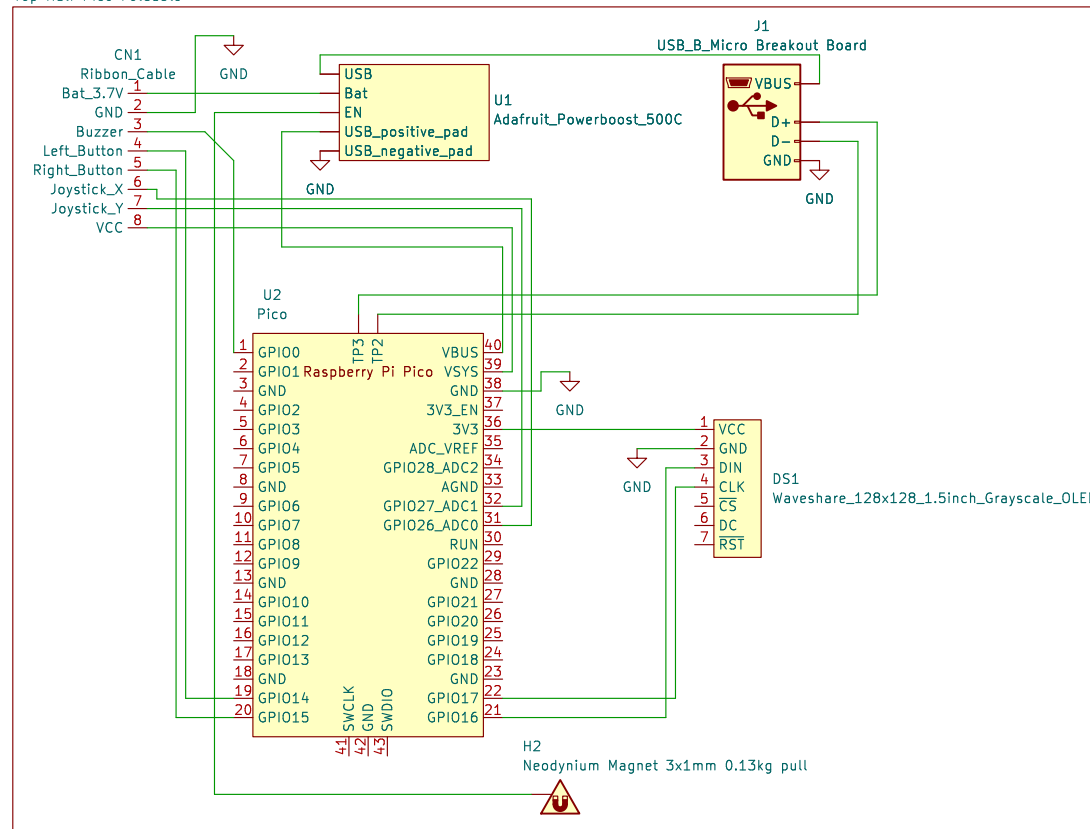 CN1
Ribbon_Cable
Bat_3.7V 1
GND 2
Buzzer 3
Left_Button 4
Right_Button 5
Joystick_X 6
Joystick_Y 7
VCC 8
GND
USB
Bat
EN
USB_positive_pad
USB_negative_pad
U1
Adafruit_Powerboost_500C
GND
J1
USB_B_Micro Breakout Board
VBUS
D+
D-
GND
GND
U2
Pico
TP3
TP2
Raspberry Pi Pico
1 GPIO0
2 GPIO1
3 GND
4 GPIO2
5 GPIO3
6 GPIO4
7 GPIO5
8 GND
9 GPIO6
10 GPIO7
11 GPIO8
12 GPIO9
13 GND
14 GPIO10
15 GPIO11
16 GPIO12
17 GPIO13
18 GND
19 GPIO14
20 GPIO15
VBUS 40
VSYS 39
GND 38
3V3_EN 37
3V3 36
ADC_VREF 35
GPIO28_ADC2 34
AGND 33
GPIO27_ADC1 32
GPIO26_ADC0 31
RUN 30
GPIO22 29
GND 28
GPIO21 27
GPIO20 26
GPIO19 25
GPIO18 24
GND 23
GPIO17 22
GPIO16 21
SWCLK 41
GND 42
SWDIO 43
GND
GND
1 VCC
2 GND
3 DIN
4 CLK
5 CS
6 DC
7 RST
DS1
Waveshare_128x128_1.5inch_Grayscale_OLE
H2
Neodynium Magnet 3x1mm 0.13kg pull